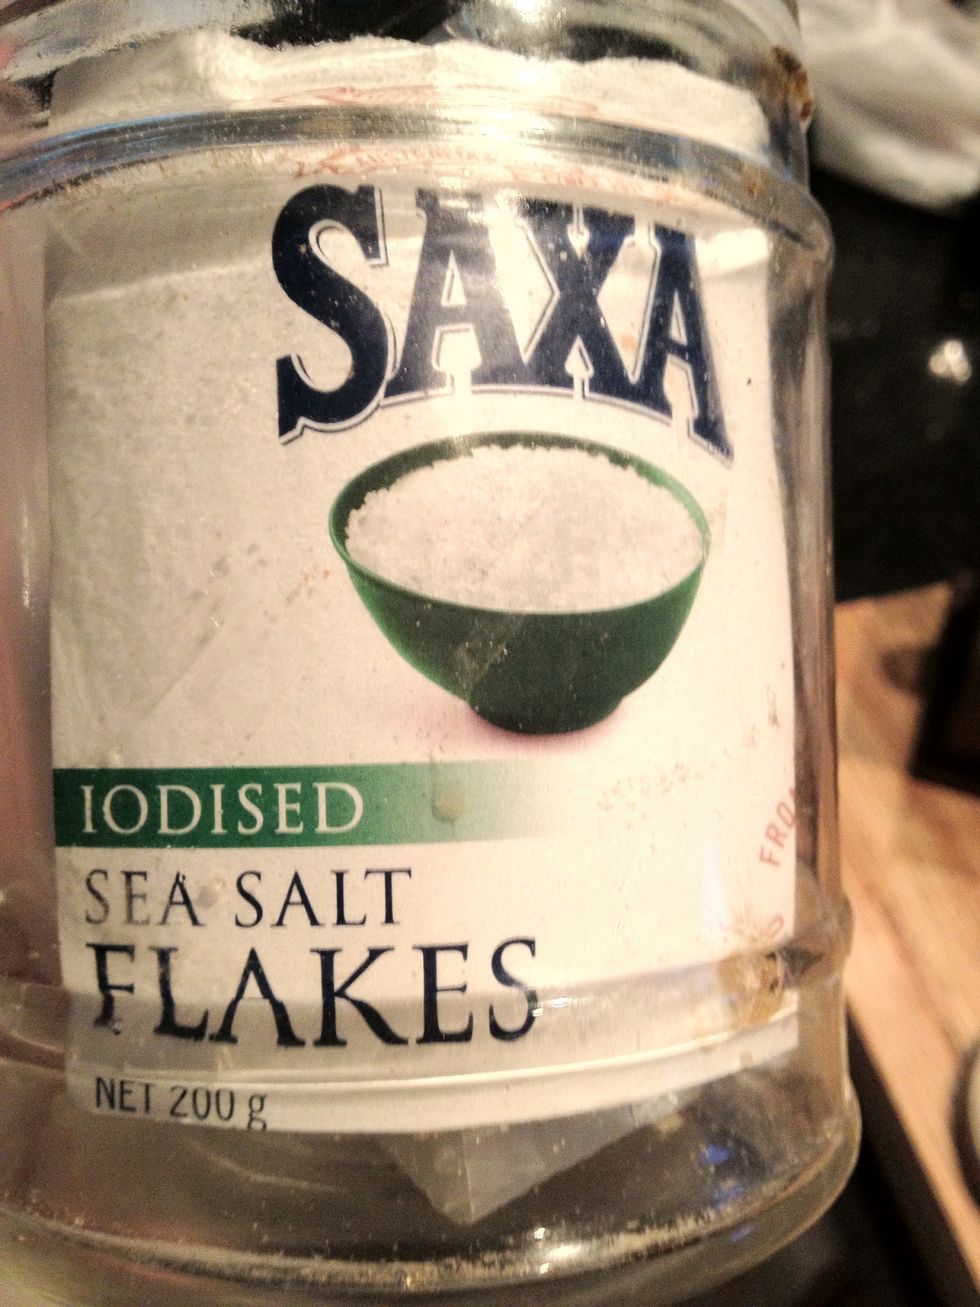 SAXA
IODISED
SEA SALT
FLAKES
NET 200 g